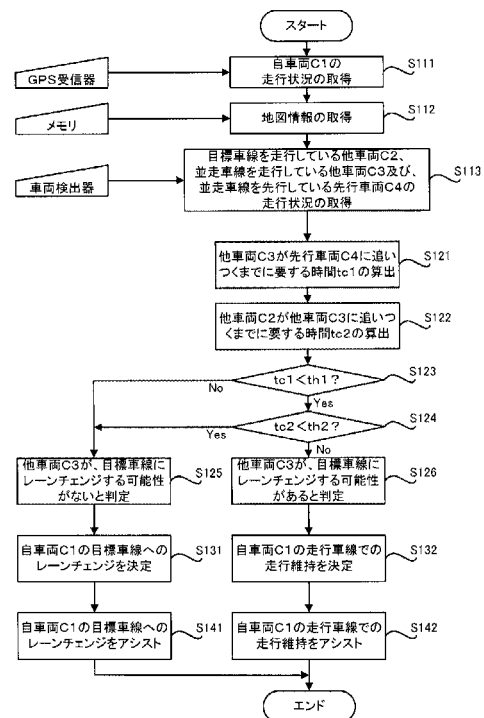 スタート
自車両C1の
走行状況の取得
S111
GPS受信器
地図情報の取得
S112
メモリ
目標車線を走行している他車両C2、
並走車線を走行している他車両C3及び、
並走車線を先行している先行車両C4の
走行状況の取得
S113
車両検出器
他車両C3が先行車両C4に追い
つくまでに要する時間tc1の算出
S121
他車両C2が他車両C3に追いつ
くまでに要する時間tc2の算出
S122
tc1<th1?
S123
No
Yes
tc2<th2?
S124
Yes
No
他車両C3が、目標車線に
レーンチェンジする可能性
がないと判定
S125
他車両C3が、目標車線に
レーンチェンジする可能性
があると判定
S126
自車両C1の目標車線への
レーンチェンジを決定
S131
自車両C1の走行車線での
走行維持を決定
S132
自車両C1の目標車線への
レーンチェンジをアシスト
S141
自車両C1の走行車線での
走行維持をアシスト
S142
エンド